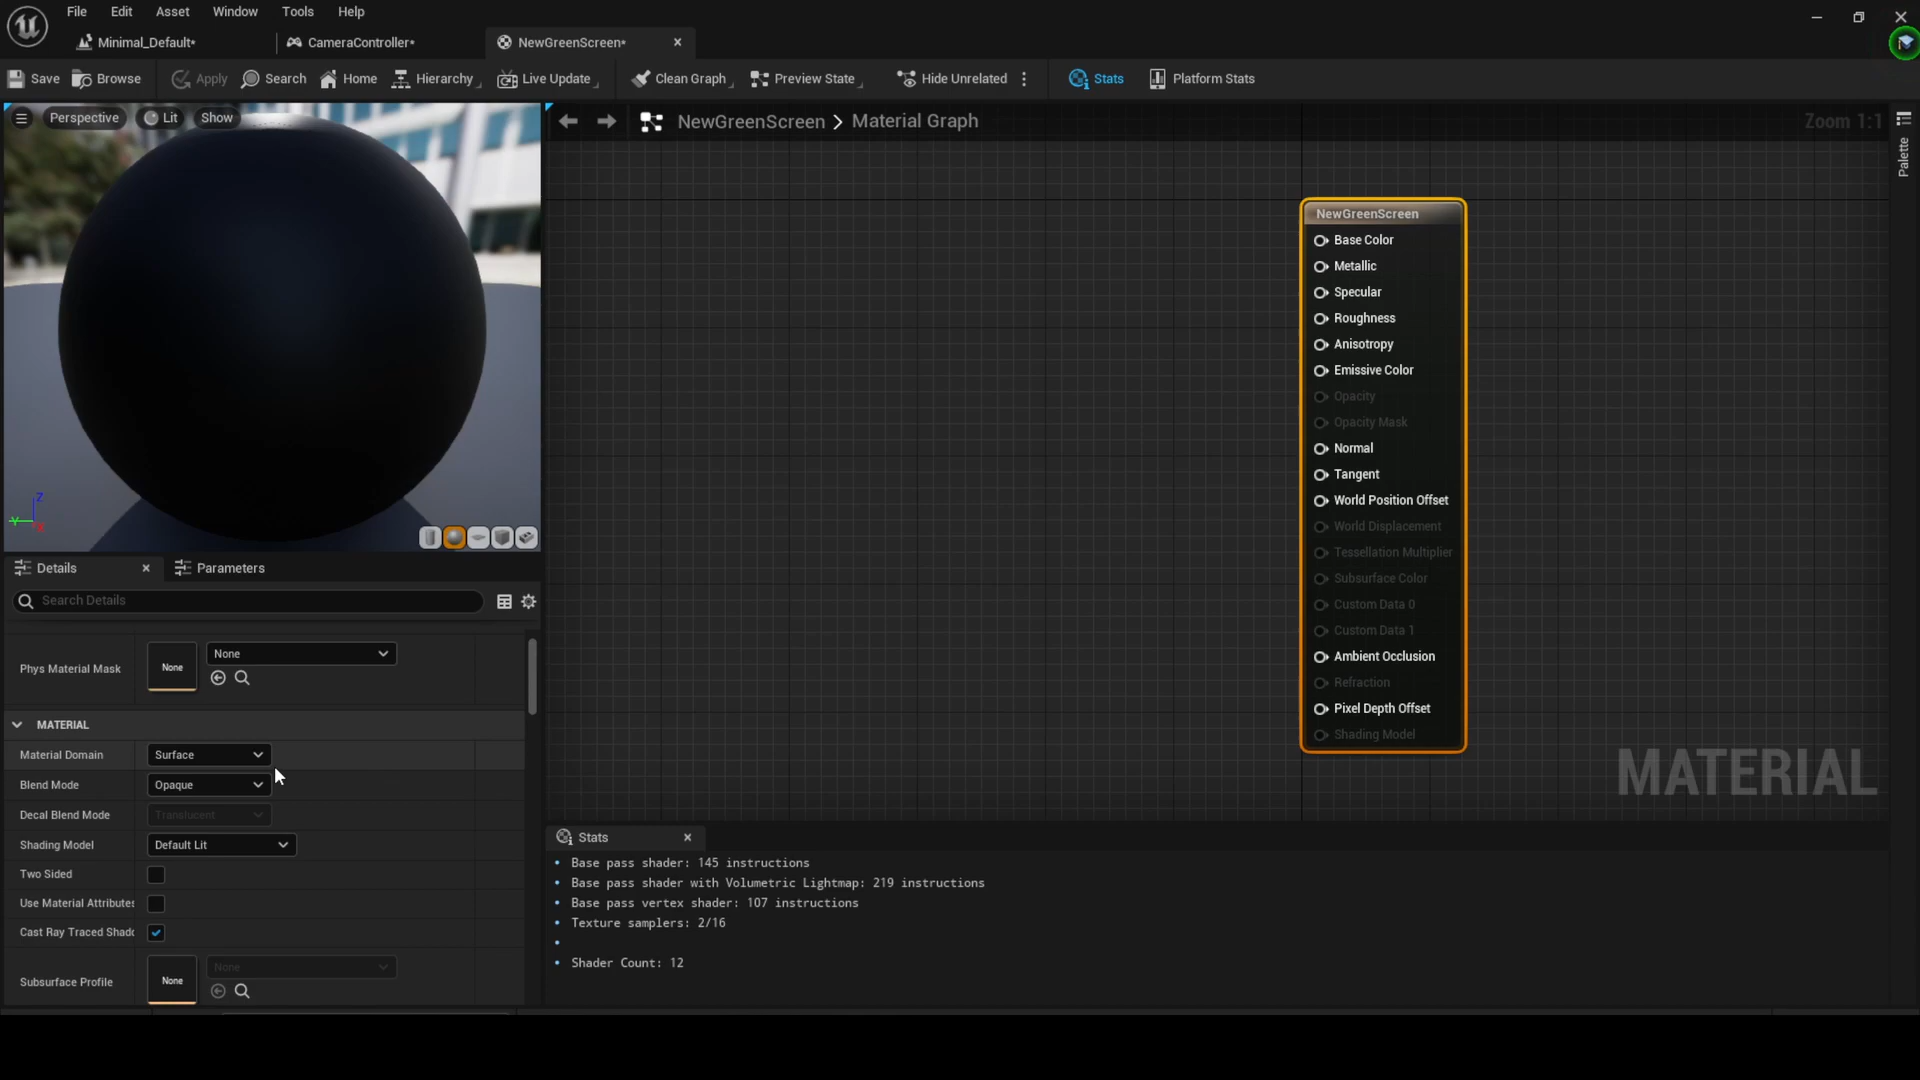 File Edit Asset Window Tools Help
Minimal_Default* CameraController* NewGreenScreen*
Save Browse Apply Search Home Hierarchy Live Update Clean Graph Preview State Hide Unrelated Stats Platform Stats
Perspective Lit Show
NewGreenScreen > Material Graph
Zoom 1:1
Palette
NewGreenScreen
Base Color
Metallic
Specular
Roughness
Anisotropy
Emissive Color
Opacity
Opacity Mask
Normal
Tangent
World Position Offset
World Displacement
Tessellation Multiplier
Subsurface Color
Custom Data 0
Custom Data 1
Ambient Occlusion
Refraction
Pixel Depth Offset
Shading Model
MATERIAL
Z
Y
Details Parameters
Search Details
Phys Material Mask None None
MATERIAL
Material Domain Surface
Blend Mode Opaque
Decal Blend Mode Translucent
Shading Model Default Lit
Two Sided
Use Material Attributes
Cast Ray Traced Shado
Subsurface Profile None None
Stats
Base pass shader: 145 instructions
Base pass shader with Volumetric Lightmap: 219 instructions
Base pass vertex shader: 107 instructions
Texture samplers: 2/16
Shader Count: 12